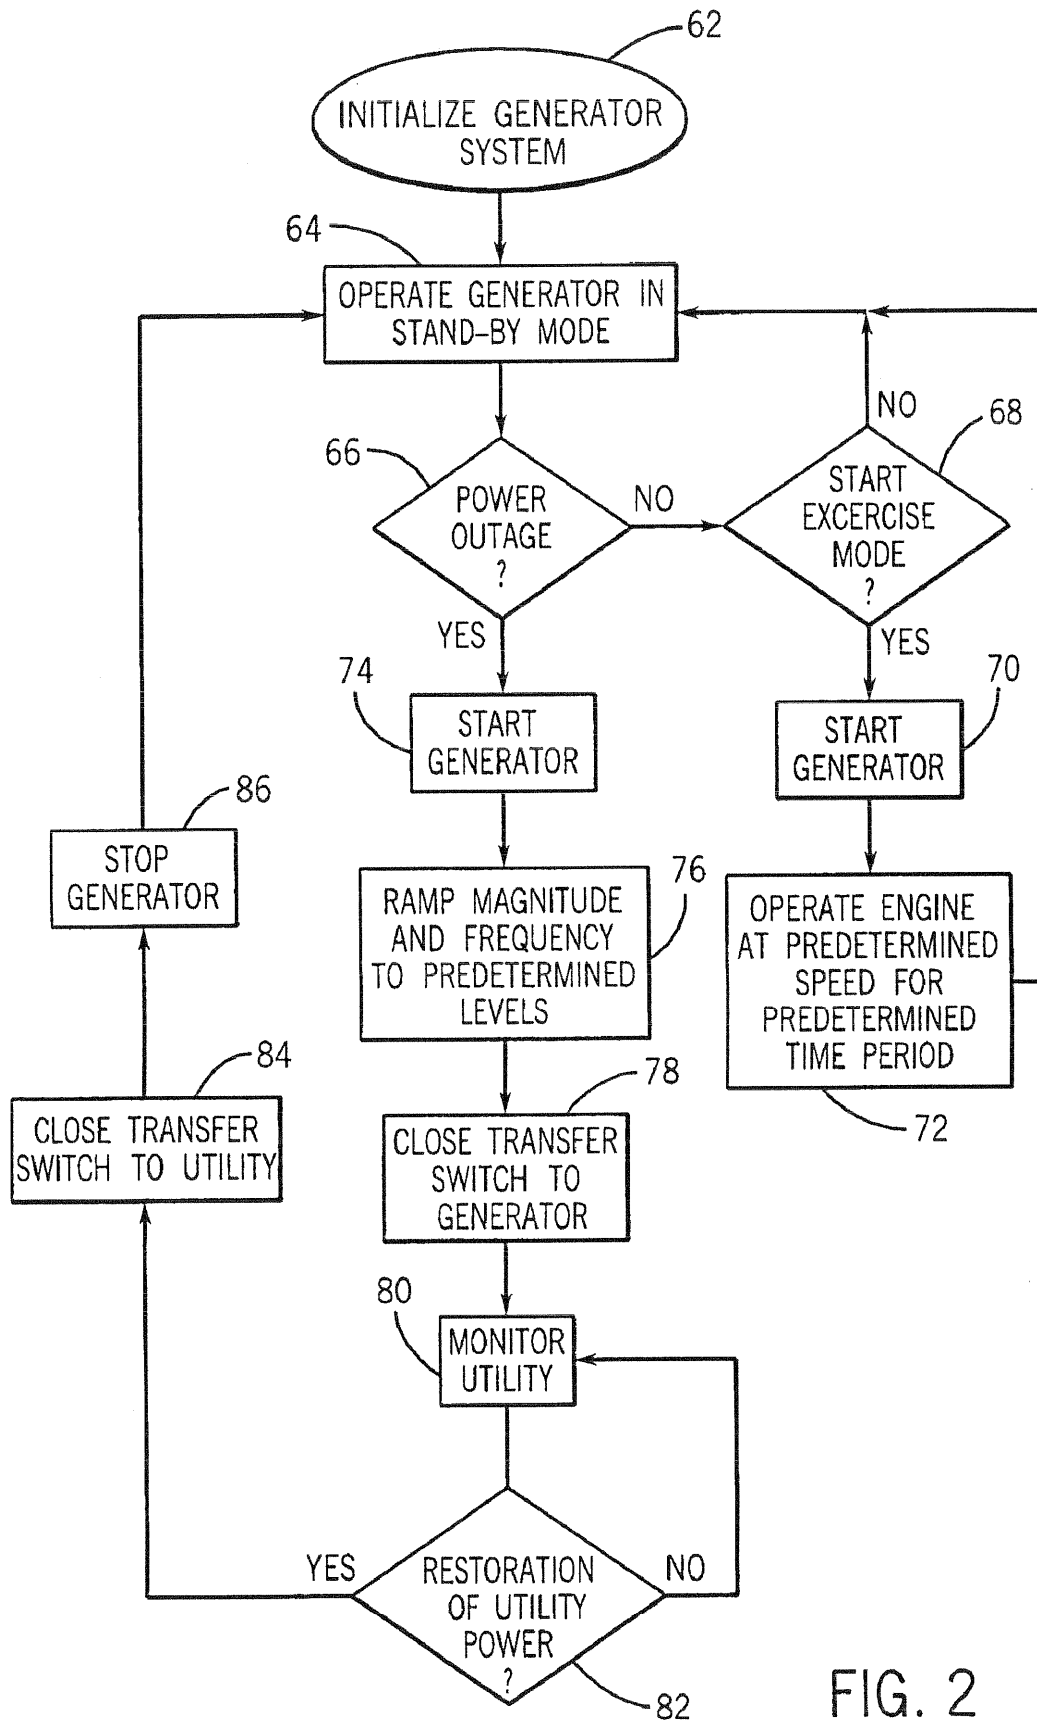 62
INITIALIZE GENERATOR
SYSTEM
64
OPERATE GENERATOR IN
STAND-BY MODE
NO
68
66
POWER
OUTAGE
?
NO
START
EXCERCISE
MODE
?
YES
YES
74
START
GENERATOR
70
START
GENERATOR
86
STOP
GENERATOR
76
RAMP MAGNITUDE
AND FREQUENCY
TO PREDETERMINED
LEVELS
OPERATE ENGINE
AT PREDETERMINED
SPEED FOR
PREDETERMINED
TIME PERIOD
72
84
CLOSE TRANSFER
SWITCH TO UTILITY
78
CLOSE TRANSFER
SWITCH TO
GENERATOR
80
MONITOR
UTILITY
YES
RESTORATION
OF UTILITY
POWER
?
NO
82
FIG. 2